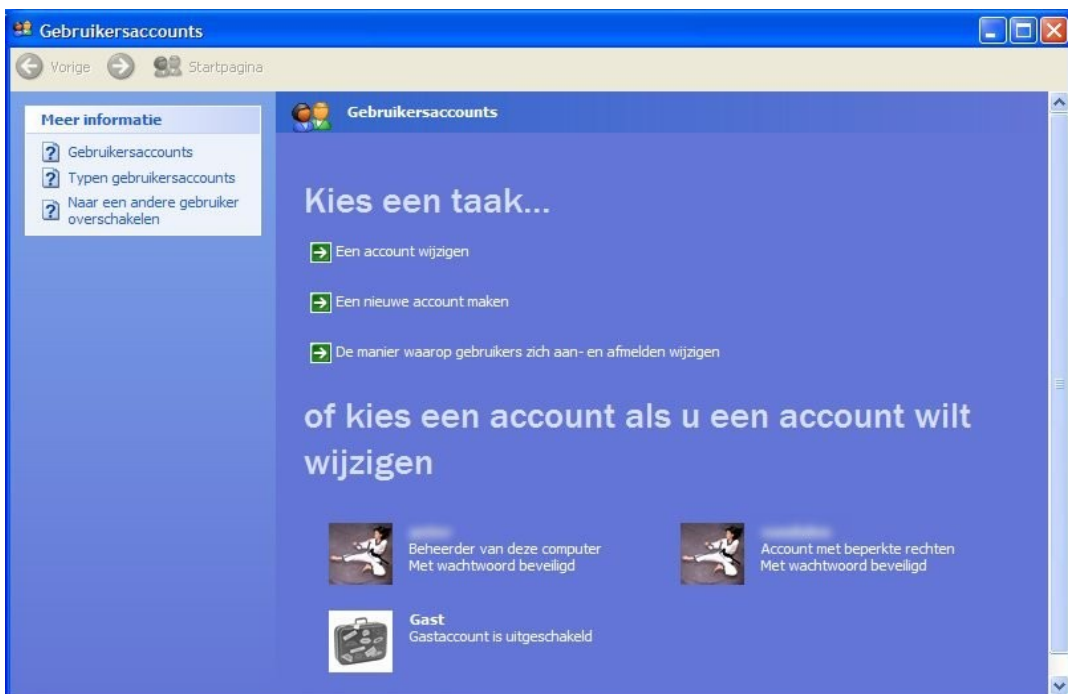 Gebruikersaccounts
Vorige
Startpagina
Meer informatie
Gebruikersaccounts
Typen gebruikersaccounts
Naar een andere gebruiker
overschakelen
Gebruikersaccounts
Kies een taak...
Een account wijzigen
Een nieuwe account maken
De manier waarop gebruikers zich aan- en afmelden wijzigen
of kies een account als u een account wilt
wijzigen
Beheerder van deze computer
Met wachtwoord beveiligd
Account met beperkte rechten
Met wachtwoord beveiligd
Gast
Gastaccount is uitgeschakeld